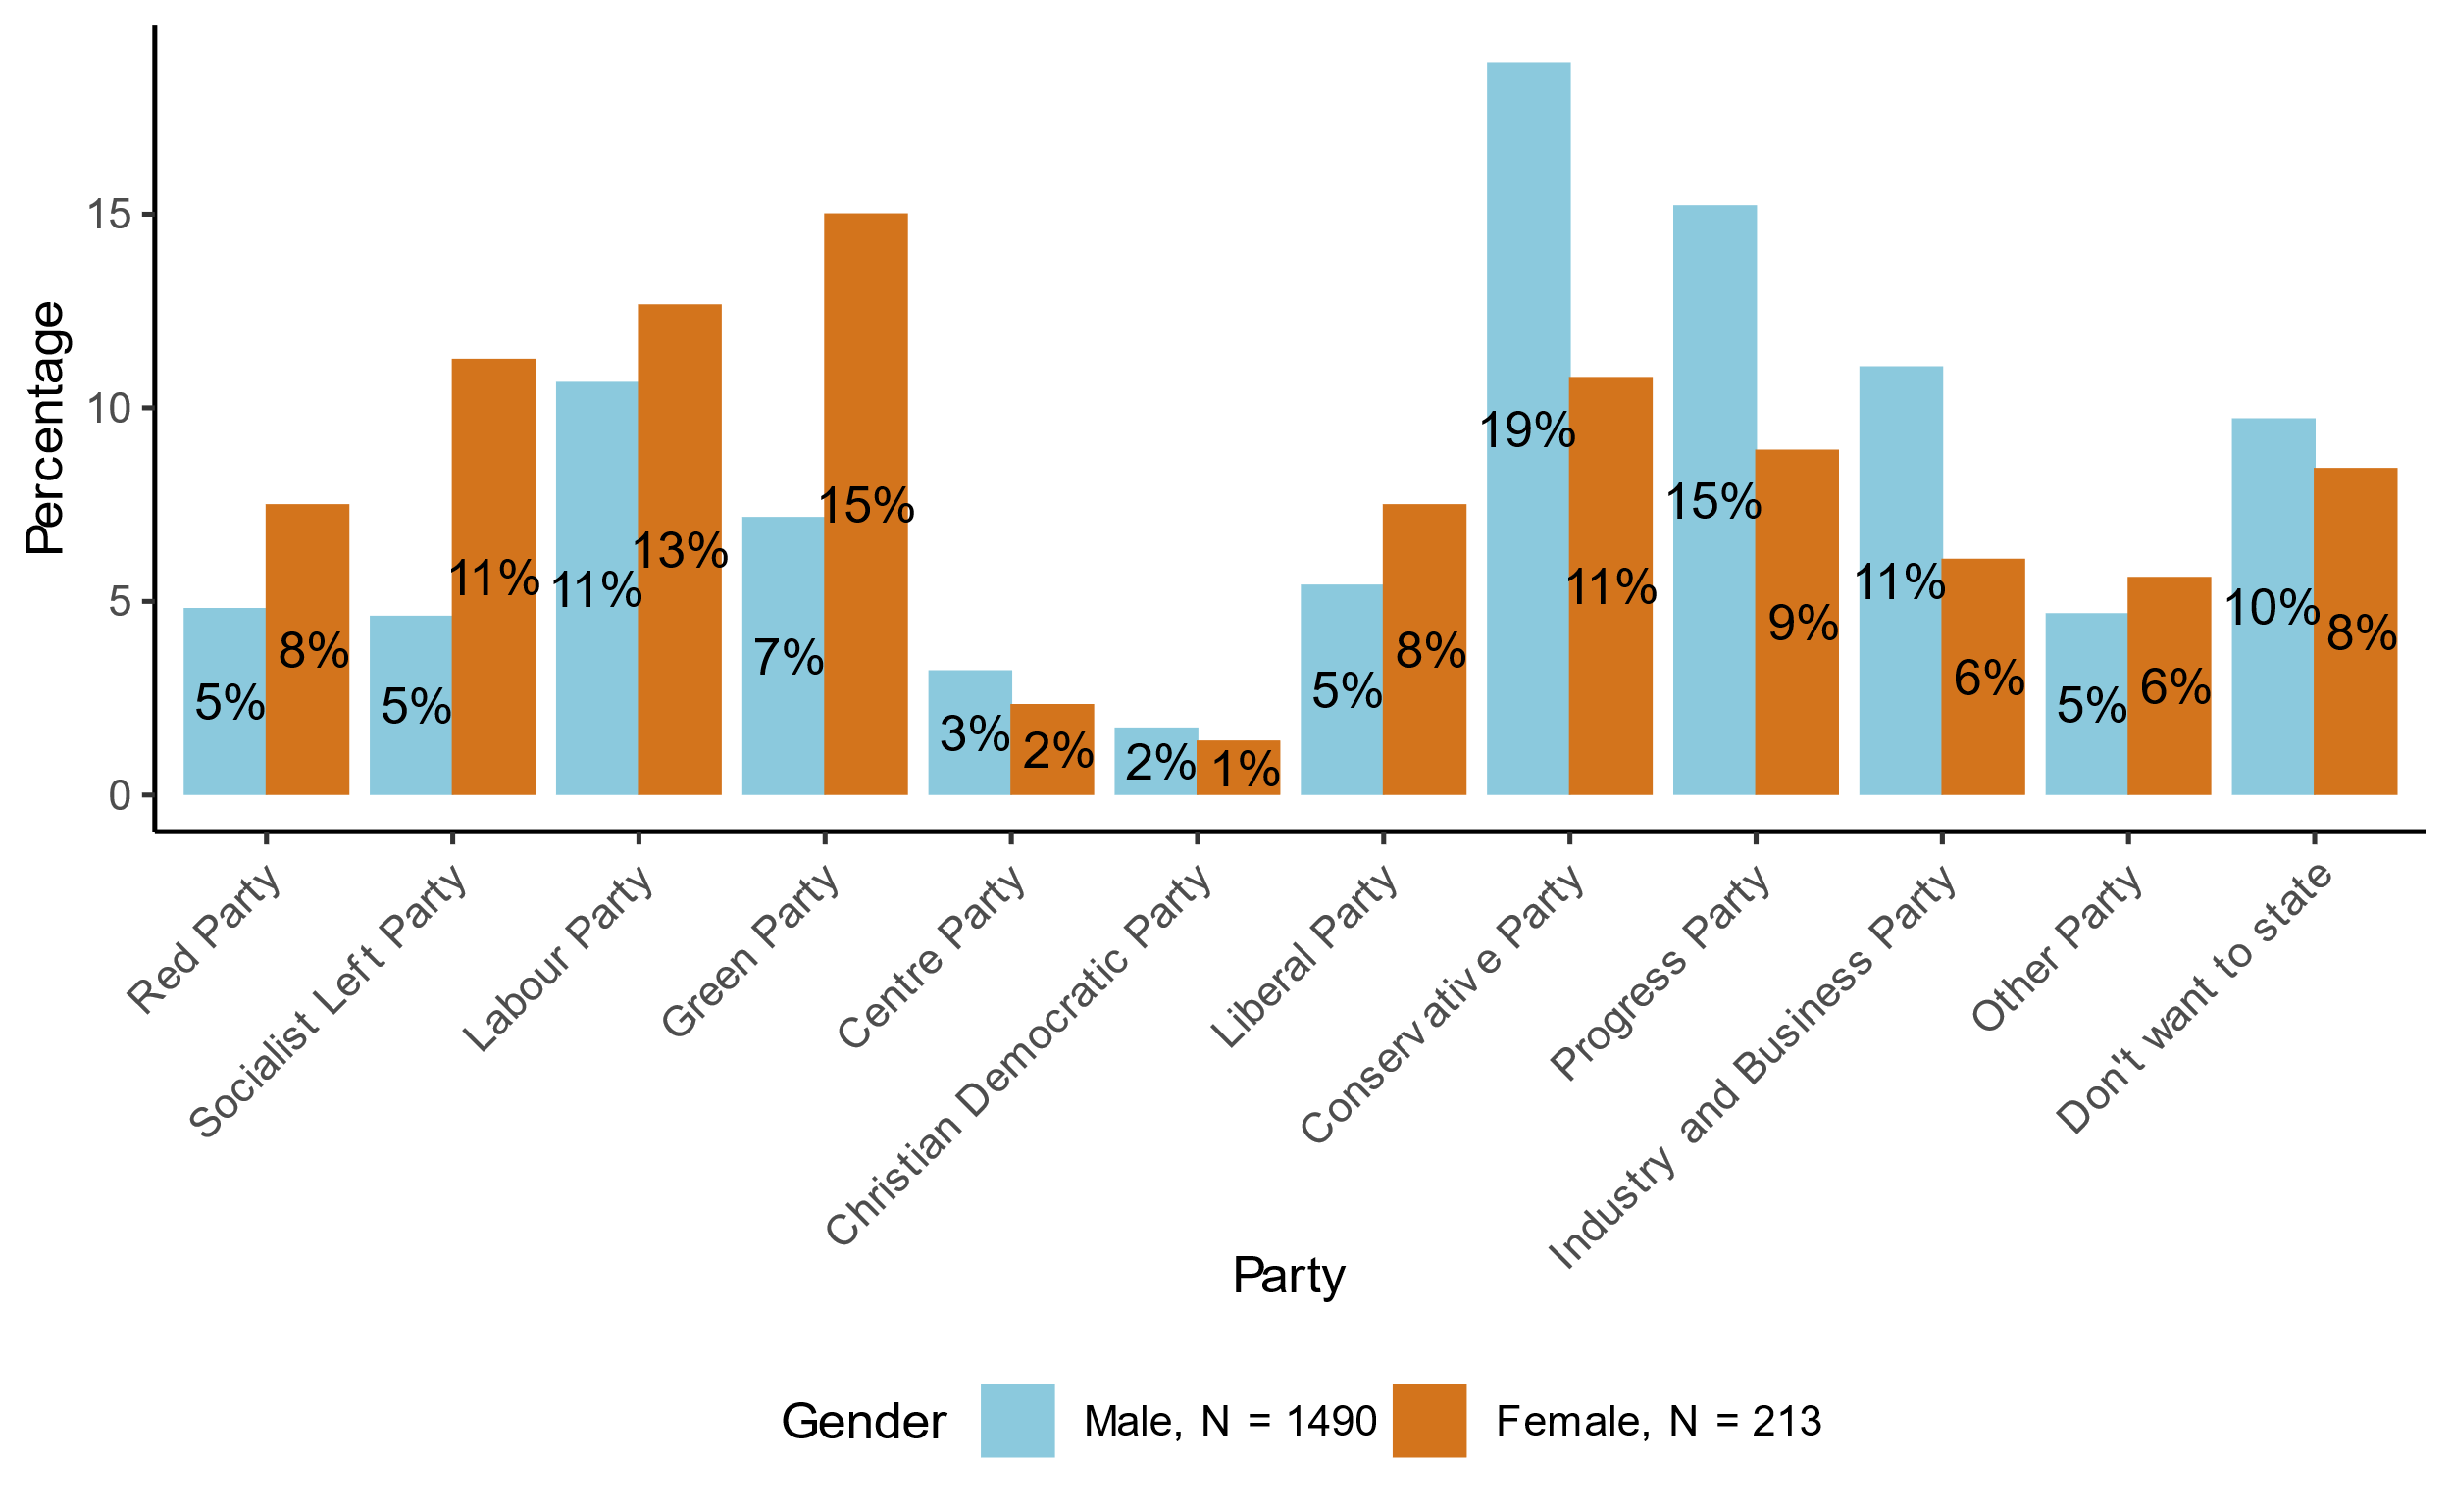 Percentage
15
10
5
0
5%
8%
5%
11%
11%
13%
7%
15%
3%
2%
2%
1%
5%
8%
19%
11%
15%
9%
11%
6%
5%
6%
10%
8%
Red Party
Socialist Left Party
Labour Party
Green Party
Centre Party
Christian Democratic Party
Liberal Party
Conservative Party
Progress Party
Industry and Business Party
Other Party
Don't want to state
Party
Gender
Male, N = 1490
Female, N = 213